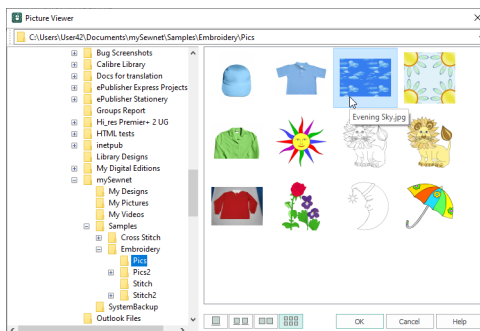 Picture Viewer
C:\Users\User42\Documents\mySewnet\Samples\Embroidery\Pics
Bug Screenshots
Calibre Library
Docs for translation
ePublisher Express Projects
ePublisher Stationery
Groups Report
Hi_res Premier+ 2 UG
HTML tests
inetpub
Library Designs
My Digital Editions
mySewnet
My Designs
My Pictures
My Videos
Samples
Cross Stitch
Embroidery
Pics
Pics2
Stitch
Stitch2
SystemBackup
Outlook Files
Evening Sky.jpg
OK
Cancel
Help